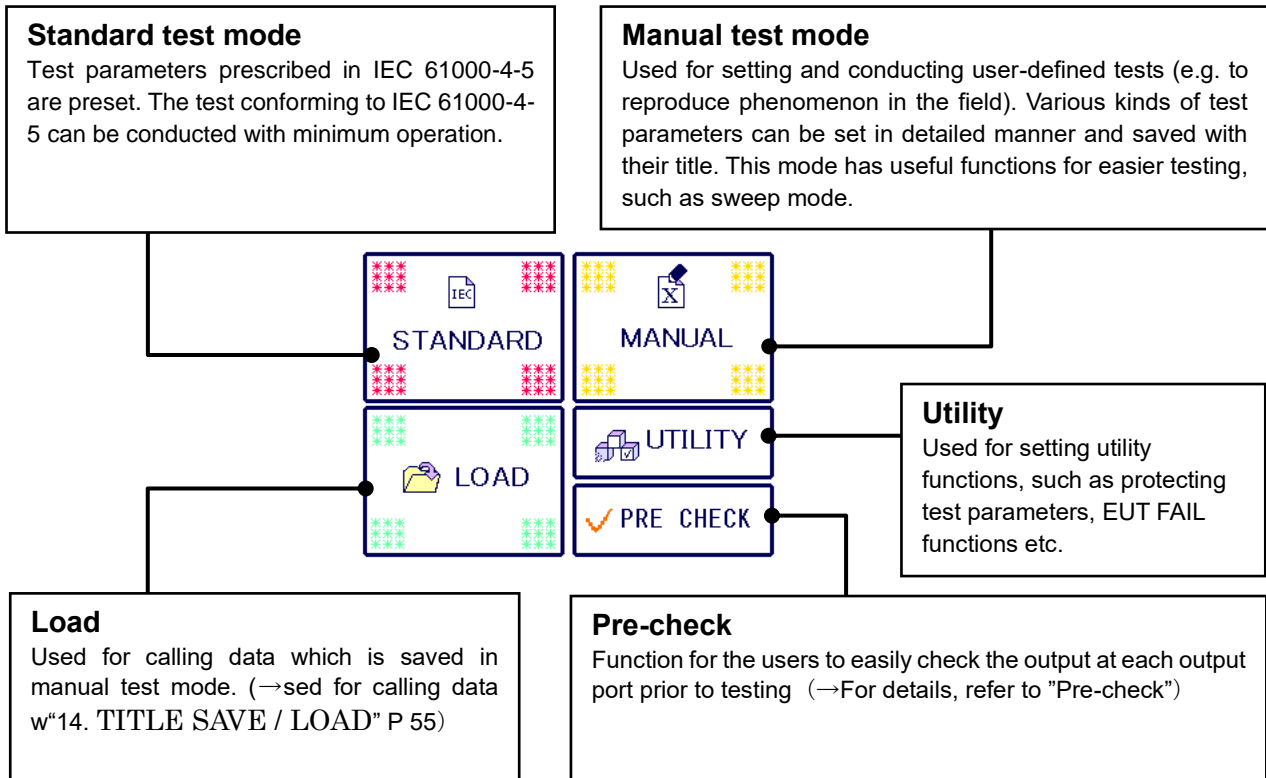 Standard test mode
Test parameters prescribed in IEC 61000-4-5
are preset. The test conforming to IEC 61000-4-
5 can be conducted with minimum operation.
Manual test mode
Used for setting and conducting user-defined tests (e.g. to
reproduce phenomenon in the field). Various kinds of test
parameters can be set in detailed manner and saved with
their title. This mode has useful functions for easier testing,
such as sweep mode.
IEC
STANDARD
X
MANUAL
LOAD
UTILITY
PRE CHECK
Utility
Used for setting utility
functions, such as protecting
test parameters, EUT FAIL
functions etc.
Load
Used for calling data which is saved in
manual test mode. (→sed for calling data
w“14. TITLE SAVE / LOAD” P 55)
Pre-check
Function for the users to easily check the output at each output
port prior to testing（→For details, refer to ”Pre-check”）